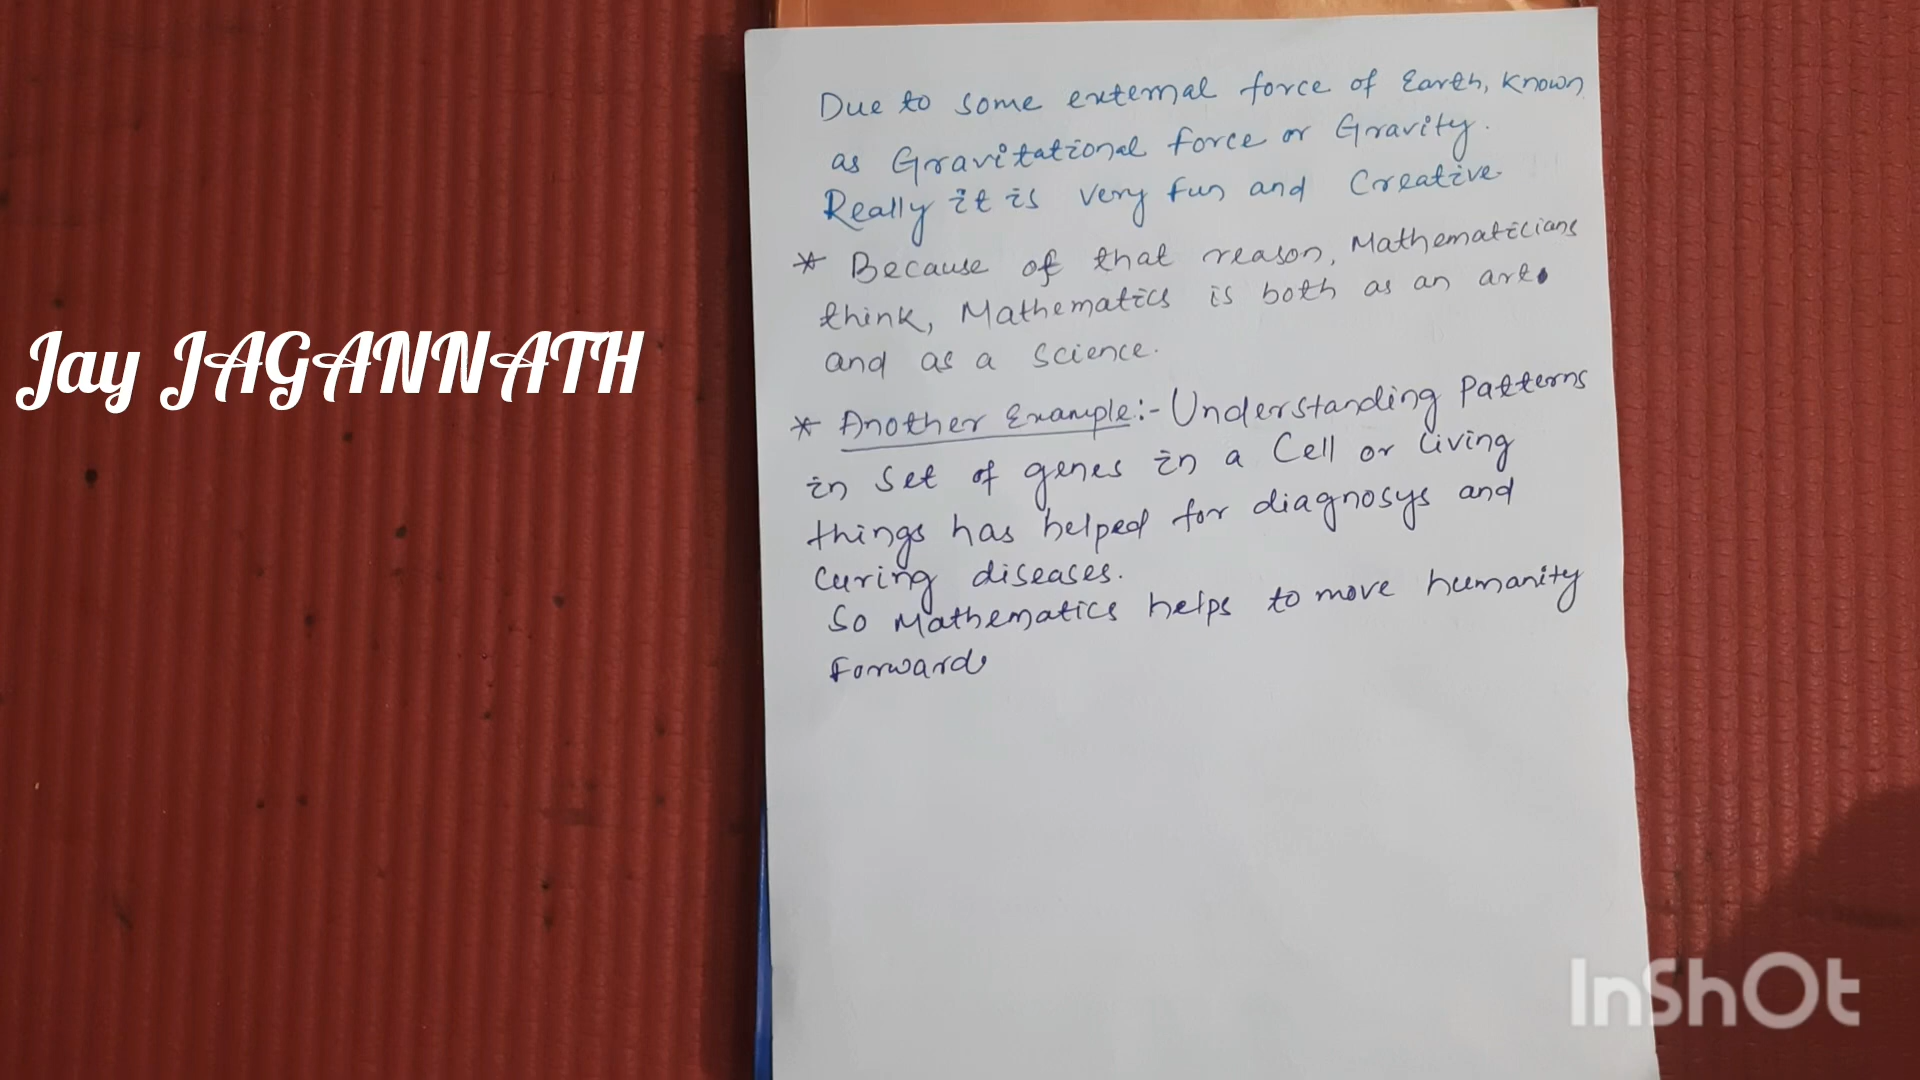 Jay JAGANNATH
Due to some external force of Earth, known
as Gravitational force or Gravity.
Really it is very fun and Creative.
* Because of that reason, Mathematicians
think, Mathematics is both as an art.
and as a science.
* Another Example:- Understanding Patterns
in set of genes in a Cell or living
things has helped for diagnosys and
curing diseases.
So Mathematics helps to move humanity
Forward.
InShOt